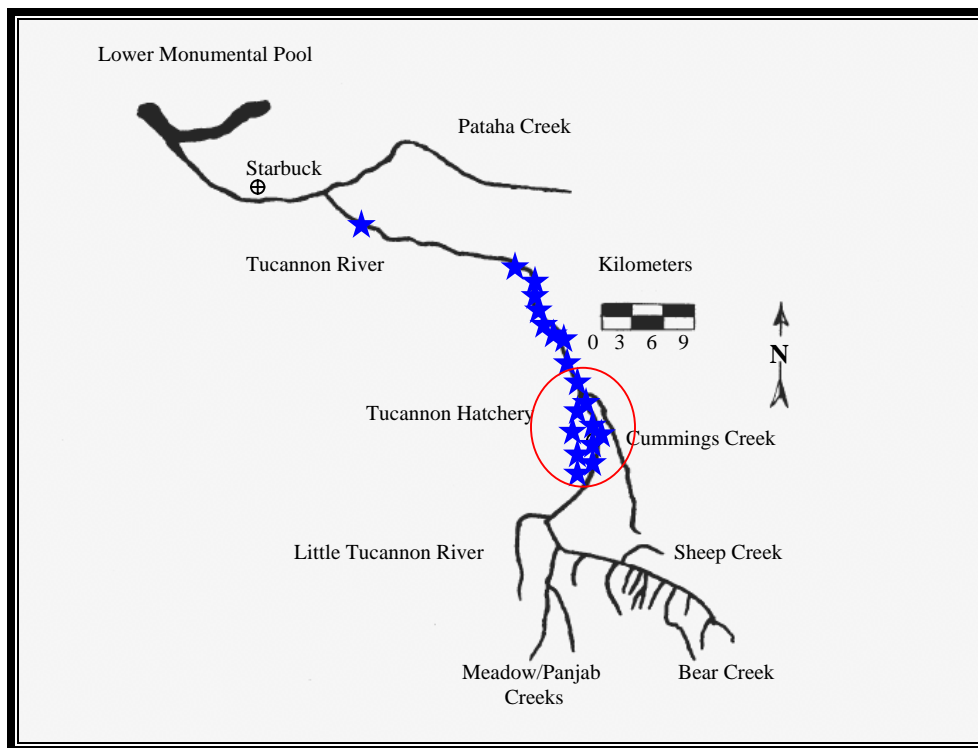 Lower Monumental Pool
Pataha Creek
Starbuck
Tucannon River
Kilometers
0 3 6 9
N
Tucannon Hatchery
Cummings Creek
Little Tucannon River
Sheep Creek
Meadow/Panjab
Creeks
Bear Creek